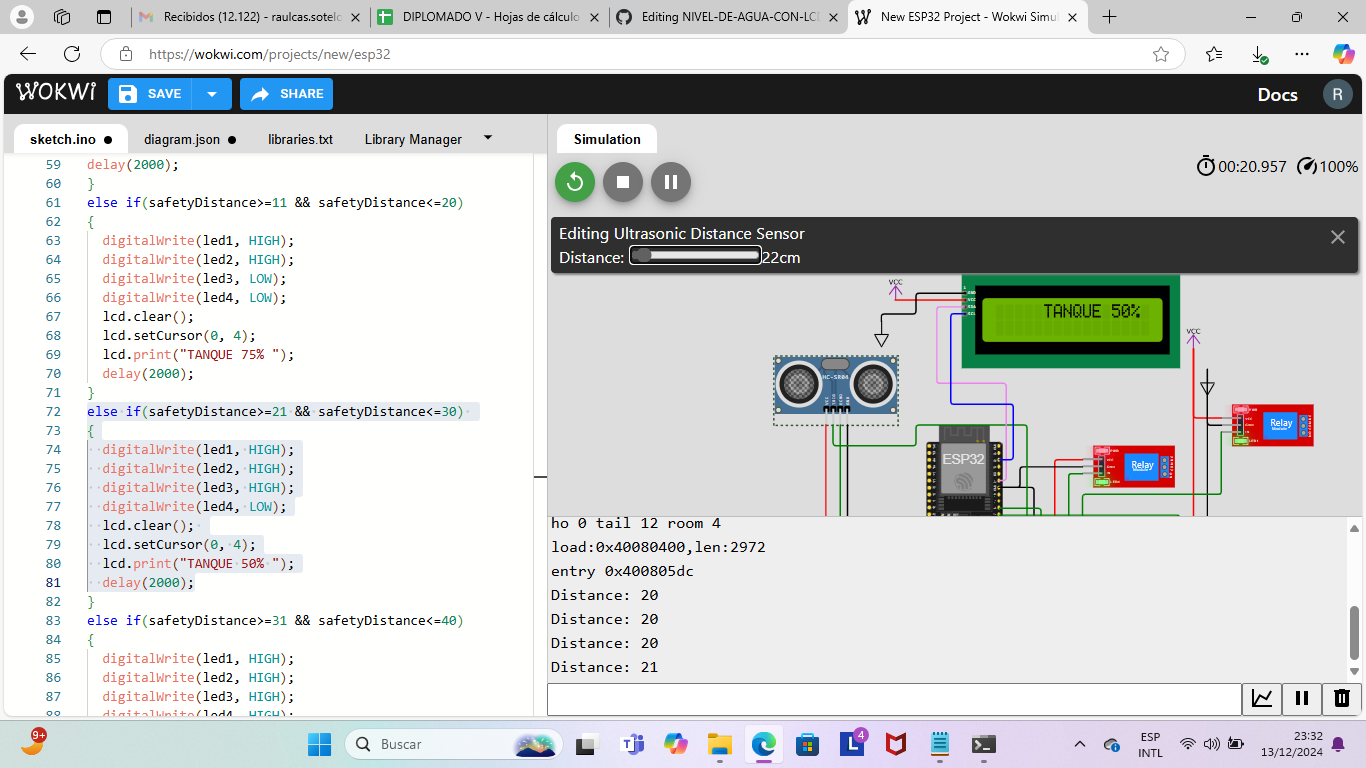 Recibidos (12.122) - raulcas.sotelo
DIPLOMADO V - Hojas de cálculo
Editing NIVEL-DE-AGUA-CON-LCD
New ESP32 Project - Wokwi Simul
https://wokwi.com/projects/new/esp32
WOKWI
SAVE
SHARE
Docs
R
sketch.ino
diagram.json
libraries.txt
Library Manager
Simulation
00:20.957
100%
Editing Ultrasonic Distance Sensor
Distance:
22cm
59 delay(2000);
60 }
61 else if(safetyDistance>=11 && safetyDistance<=20)
62 {
63 digitalWrite(led1, HIGH);
64 digitalWrite(led2, HIGH);
65 digitalWrite(led3, LOW);
66 digitalWrite(led4, LOW);
67 lcd.clear();
68 lcd.setCursor(0, 4);
69 lcd.print("TANQUE 75% ");
70 delay(2000);
71 }
72 else if(safetyDistance>=21 && safetyDistance<=30)
73 {
74 digitalWrite(led1, HIGH);
75 digitalWrite(led2, HIGH);
76 digitalWrite(led3, HIGH);
77 digitalWrite(led4, LOW);
78 lcd.clear();
79 lcd.setCursor(0, 4);
80 lcd.print("TANQUE 50% ");
81 delay(2000);
82 }
83 else if(safetyDistance>=31 && safetyDistance<=40)
84 {
85 digitalWrite(led1, HIGH);
86 digitalWrite(led2, HIGH);
87 digitalWrite(led3, HIGH);
88 digitalWrite(led4, HIGH);
VCC
TANQUE 50%
VCC
HC-SR04
ESP32
Relay
Relay
ho 0 tail 12 room 4
load:0x40080400,len:2972
entry 0x400805dc
Distance: 20
Distance: 20
Distance: 20
Distance: 21
9+
Buscar
4
ESP
INTL
23:32
13/12/2024